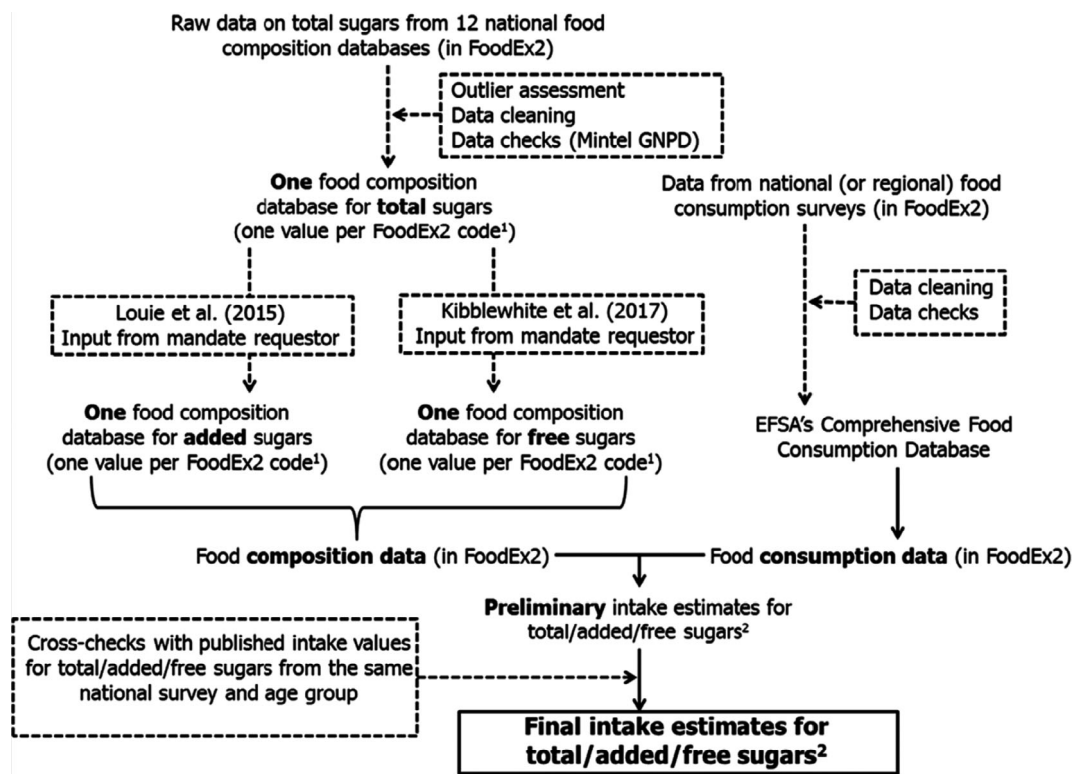 Raw data on total sugars from 12 national food
composition databases (in FoodEx2)
Outlier assessment
Data cleaning
Data checks (Mintel GNPD)
One food composition
database for total sugars
(one value per FoodEx2 code¹)
Data from national (or regional) food
consumption surveys (in FoodEx2)
Louie et al. (2015)
Input from mandate requestor
Kibblewhite et al. (2017)
Input from mandate requestor
Data cleaning
Data checks
One food composition
database for added sugars
(one value per FoodEx2 code¹)
One food composition
database for free sugars
(one value per FoodEx2 code¹)
EFSA's Comprehensive Food
Consumption Database
Food composition data (in FoodEx2)
Food consumption data (in FoodEx2)
Preliminary intake estimates for
total/added/free sugars²
Cross-checks with published intake values
for total/added/free sugars from the same
national survey and age group
Final intake estimates for
total/added/free sugars²